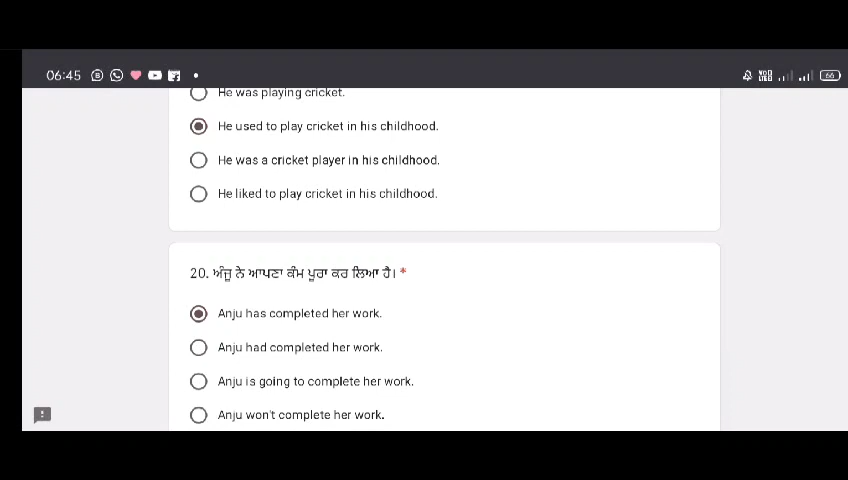 06:45
66
He was playing cricket.
He used to play cricket in his childhood.
He was a cricket player in his childhood.
He liked to play cricket in his childhood.
20. ਅੰਜੂ ਨੇ ਆਪਣਾ ਕੰਮ ਪੂਰਾ ਕਰ ਲਿਆ ਹੈ। *
Anju has completed her work.
Anju had completed her work.
Anju is going to complete her work.
Anju won't complete her work.